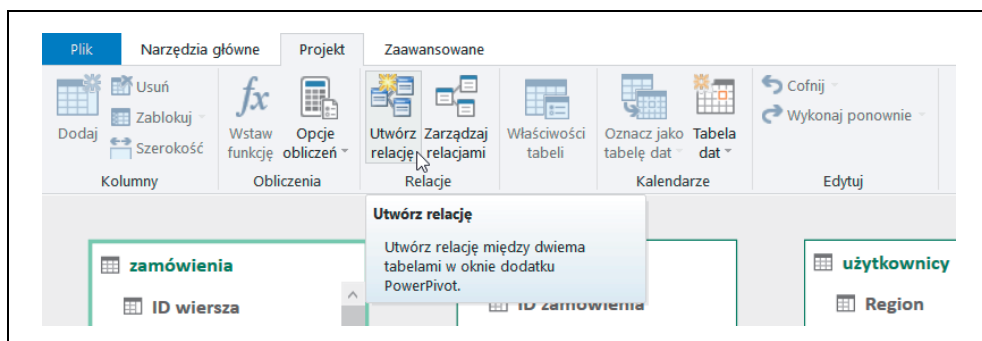 Plik Narzędzia główne Projekt Zaawansowane
Dodaj
Usuń
Zablokuj
Szerokość
Kolumny
Wstaw funkcję
Opcje obliczeń
Obliczenia
Utwórz relację
Zarządzaj relacjami
Relacje
Właściwości tabeli
Oznacz jako tabelę dat
Tabela dat
Kalendarze
Cofnij
Wykonaj ponownie
Edytuj
Utwórz relację
Utwórz relację między dwiema
tabelami w oknie dodatku
PowerPivot.
zamówienia
ID wiersza
ID zamówienia
użytkownicy
Region